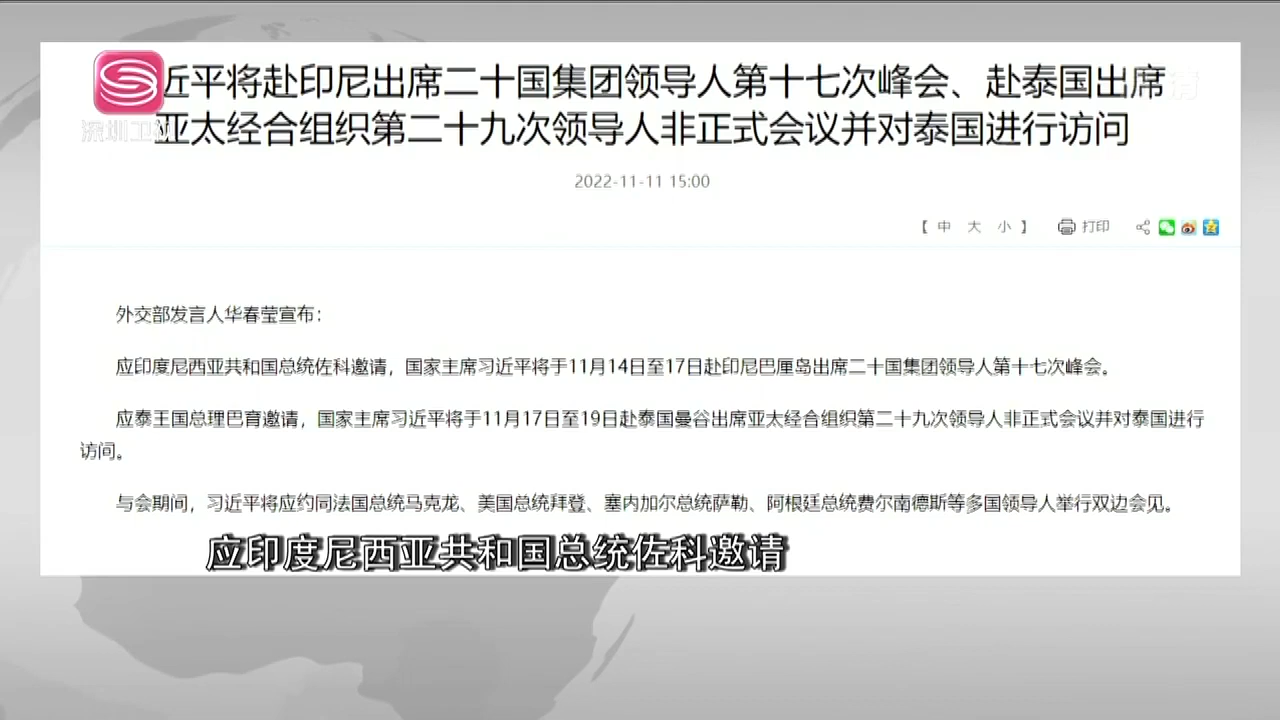 近平将赴印尼出席二十国集团领导人第十七次峰会、赴泰国出席
亚太经合组织第二十九次领导人非正式会议并对泰国进行访问
深圳卫视
2022-11-11 15:00
【 中 大 小 】 打印
外交部发言人华春莹宣布：
应印度尼西亚共和国总统佐科邀请，国家主席习近平将于11月14日至17日赴印尼巴厘岛出席二十国集团领导人第十七次峰会。
应泰王国总理巴育邀请，国家主席习近平将于11月17日至19日赴泰国曼谷出席亚太经合组织第二十九次领导人非正式会议并对泰国进行
访问。
与会期间，习近平将应约同法国总统马克龙、美国总统拜登、塞内加尔总统萨勒、阿根廷总统费尔南德斯等多国领导人举行双边会见。
应印度尼西亚共和国总统佐科邀请